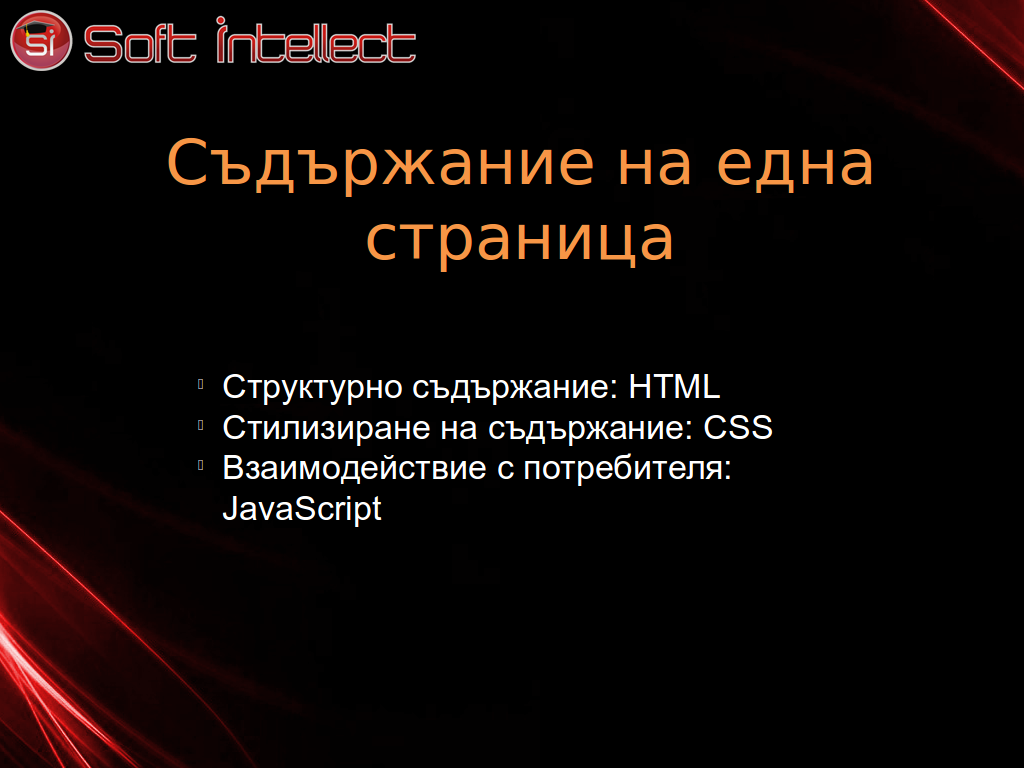 Si Soft intellect
Съдържание на една
страница
Структурно съдържание: HTML
Стилизиране на съдържание: CSS
Взаимодействие с потребителя:
JavaScript